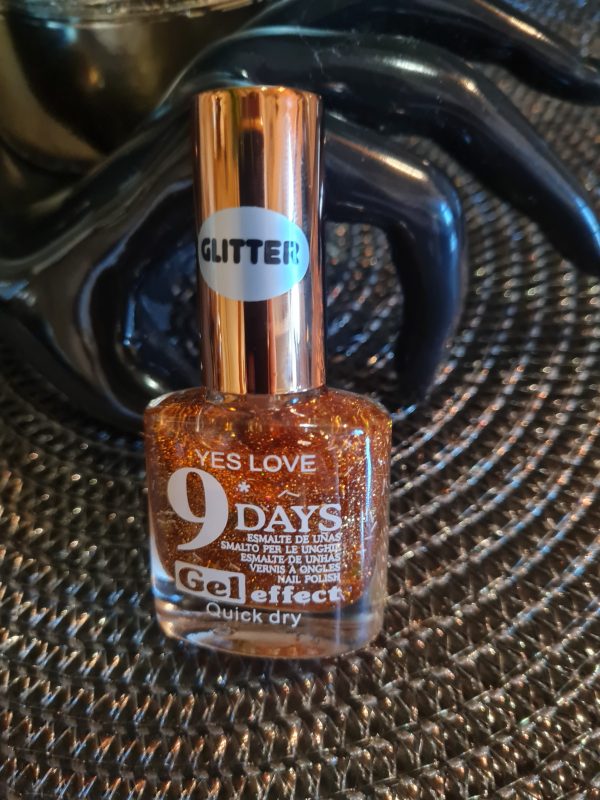 GLITTER
YES LOVE
9* DAYS
ESMALTE DE UÑAS
SMALTO PER LE UNGHIE
ESMALTE DE UNHAS
VERNIS A ONGLES
NAIL POLISH
Gel effect
Quick dry